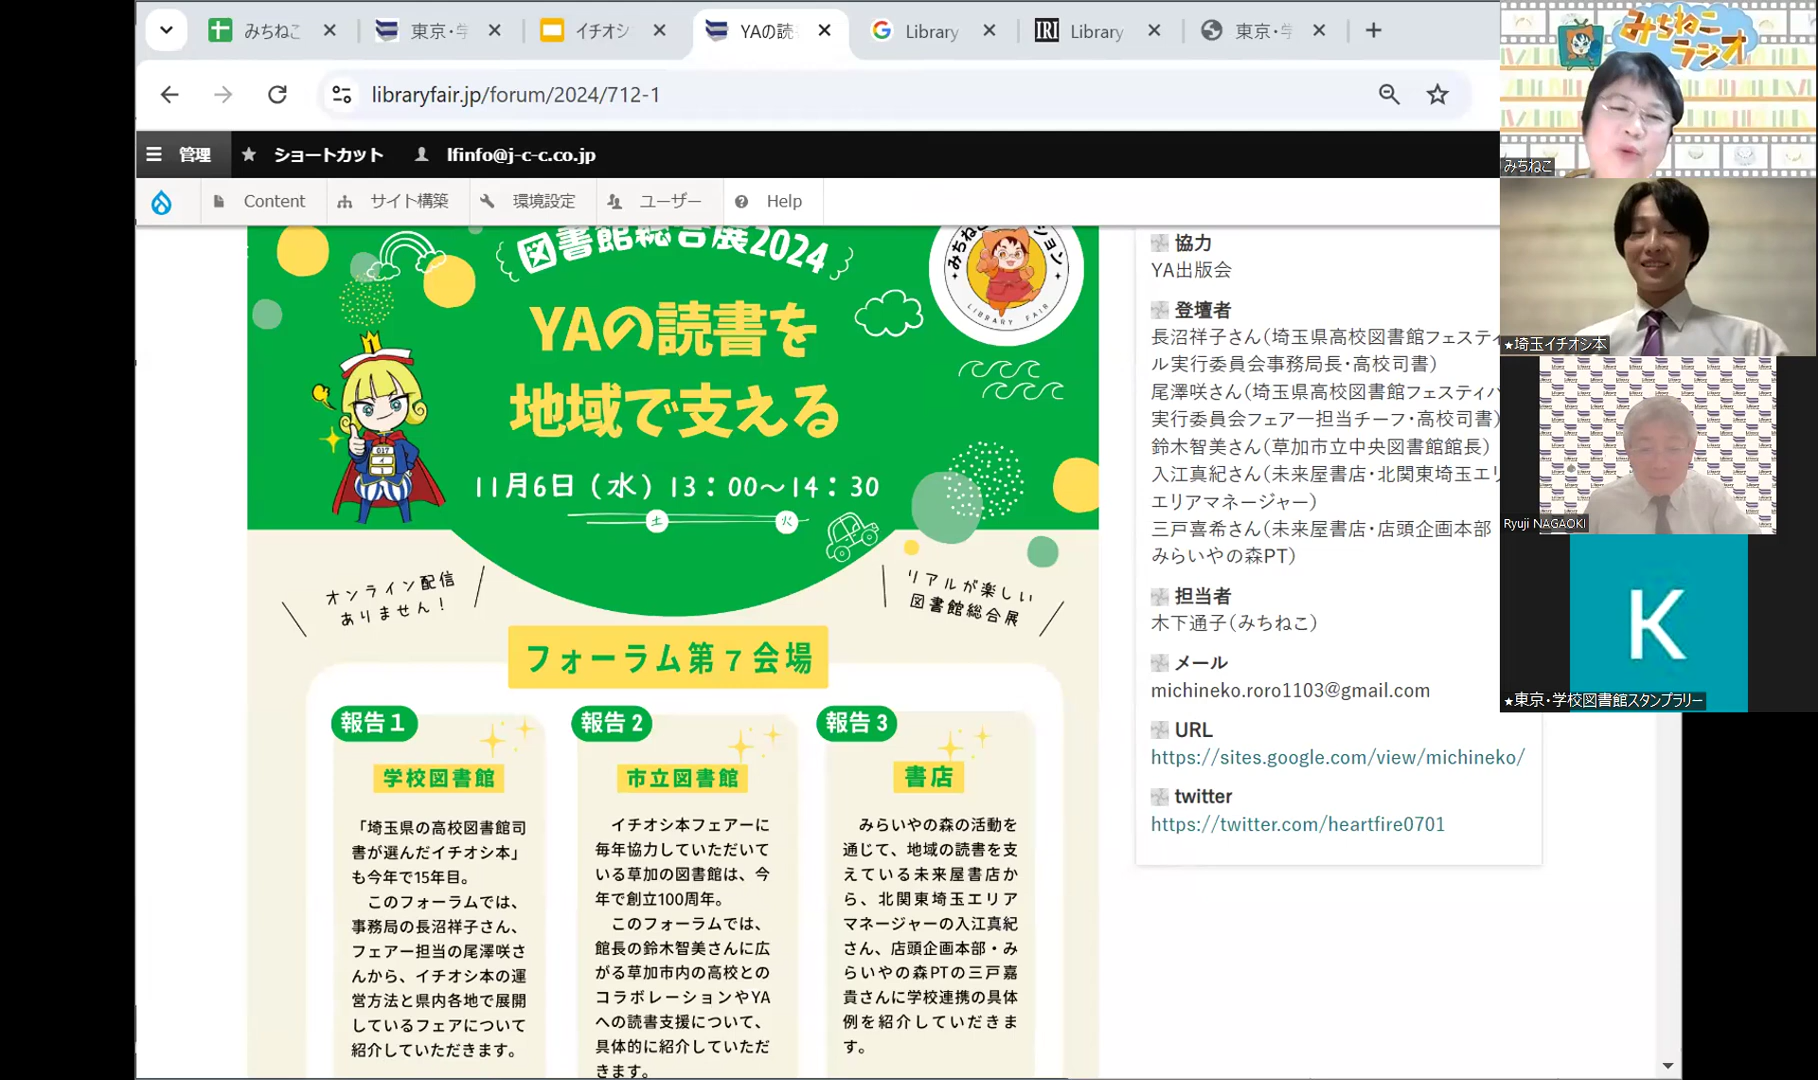 みちねこ
東京・学
イチオシ
YAの読
Library
Library
東京・学
libraryfair.jp/forum/2024/712-1
管理
ショートカット
lfinfo@j-c-c.co.jp
Content
サイト構築
環境設定
ユーザー
Help
図書館総合展2024
YAの読書を
地域で支える
11月6日（水）13：00～14：30
土
火
LIBRARY FAIR
オンライン配信
ありません！
リアルが楽しい
図書館総合展
フォーラム第７会場
報告１
学校図書館
「埼玉県の高校図書館司
書が選んだイチオシ本」
も今年で15年目。
このフォーラムでは、
事務局の長沼祥子さん、
フェアー担当の尾澤咲さ
んから、イチオシ本の運
営方法と県内各地で展開
しているフェアについて
紹介していただきます。
報告２
市立図書館
イチオシ本フェアーに
毎年協力していただいて
いる草加の図書館は、今
年で創立100周年。
このフォーラムでは、
館長の鈴木智美さんに広
がる草加市内の高校との
コラボレーションやYA
への読書支援について、
具体的に紹介していただ
きます。
報告３
書店
みらいやの森の活動を
通じて、地域の読書を支
えている未来屋書店か
ら、北関東埼玉エリア
マネージャーの入江真紀
さん、店頭企画本部・み
らいやの森PTの三戸嘉
貴さんに学校連携の具体
例を紹介していただきま
す。
協力
YA出版会
登壇者
長沼祥子さん（埼玉県高校図書館フェスティ
ル実行委員会事務局長・高校司書）
尾澤咲さん（埼玉県高校図書館フェスティバ
実行委員会フェアー担当チーフ・高校司書）
鈴木智美さん（草加市立中央図書館館長）
入江真紀さん（未来屋書店・北関東埼玉エリ
エリアマネージャー）
三戸喜希さん（未来屋書店・店頭企画本部
みらいやの森PT）
担当者
木下通子（みちねこ）
メール
michineko.roro1103@gmail.com
URL
https://sites.google.com/view/michineko/
twitter
https://twitter.com/heartfire0701
みちねこ
ラジオ
みちねこ
★埼玉イチオシ本
Ryuji NAGAOKI
K
★東京・学校図書館スタンプラリー